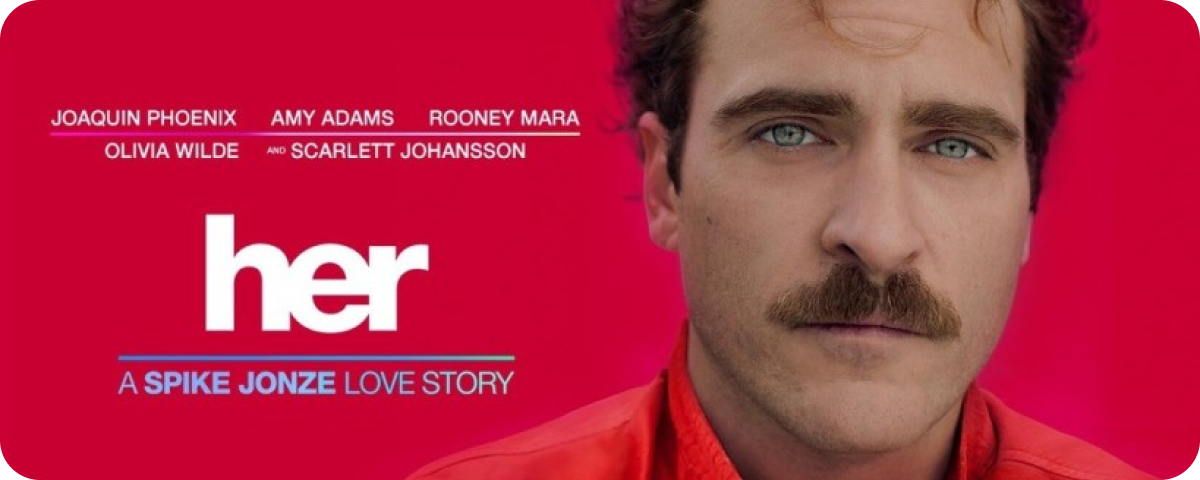 JOAQUIN PHOENIX AMY ADAMS ROONEY MARA
OLIVIA WILDE AND SCARLETT JOHANSSON
her
A SPIKE JONZE LOVE STORY